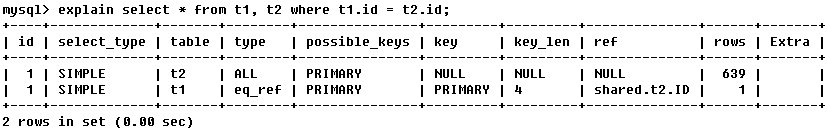 mysql> explain select * from t1, t2 where t1.id = t2.id;
+----+-------------+-------+--------+---------------+---------+---------+--------------+------+-------+
| id | select_type | table | type   | possible_keys | key     | key_len | ref          | rows | Extra |
+----+-------------+-------+--------+---------------+---------+---------+--------------+------+-------+
|  1 | SIMPLE      | t2    | ALL    | PRIMARY       | NULL    | NULL    | NULL         |  639 |       |
|  1 | SIMPLE      | t1    | eq_ref | PRIMARY       | PRIMARY | 4       | shared.t2.ID |    1 |       |
+----+-------------+-------+--------+---------------+---------+---------+--------------+------+-------+
2 rows in set (0.00 sec)